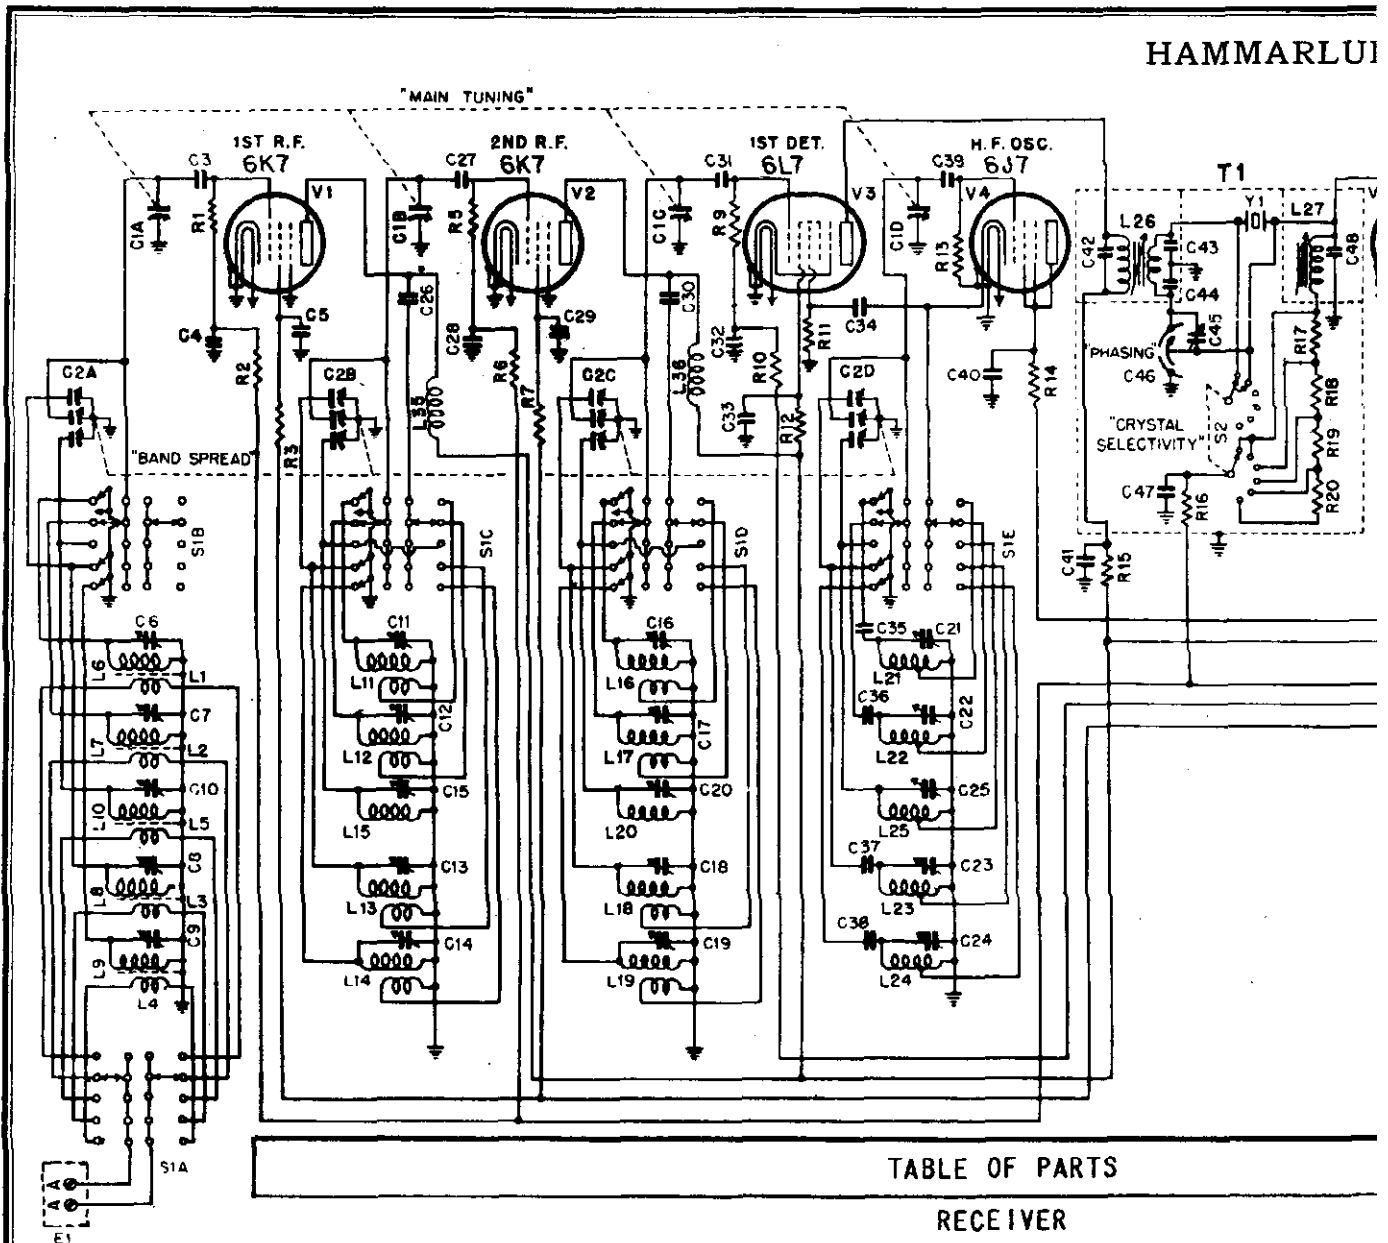 HAMMARLU
"MAIN TUNING"
1ST R.F.
6K7
2ND R.F.
6K7
1ST DET.
6L7
H.F. OSC.
6J7
T1
C3
V1
C27
V2
C31
V3
C39
V4
Y1
L27
V
C1A
R1
C1B
R5
C1C
R9
C1D
R13
C42
L26
C43
C44
C48
C4
C5
C26
C28
C29
C30
C32
R11
C34
C45
R17
"PHASING"
C46
R2
R6
R7
L36
R10
C40
R14
R18
C2A
C2B
L35
C2C
C33
R12
C2D
"CRYSTAL
SELECTIVITY"
S2
R19
R3
"BAND SPREAD"
C47
R16
R20
S1B
S1C
S1D
S1E
C41
R15
C6
C11
C16
C35
C21
L6
L1
L11
L16
L21
C7
C12
C17
C36
C22
L7
L2
L12
L17
L22
C10
C15
C20
C25
L10
L5
L15
L20
L25
C8
C13
C18
C37
C23
L8
L3
L13
L18
L23
C9
C14
C19
C38
C24
L9
L4
L14
L19
L24
S1A
A
A
E1
TABLE OF PARTS
RECEIVER